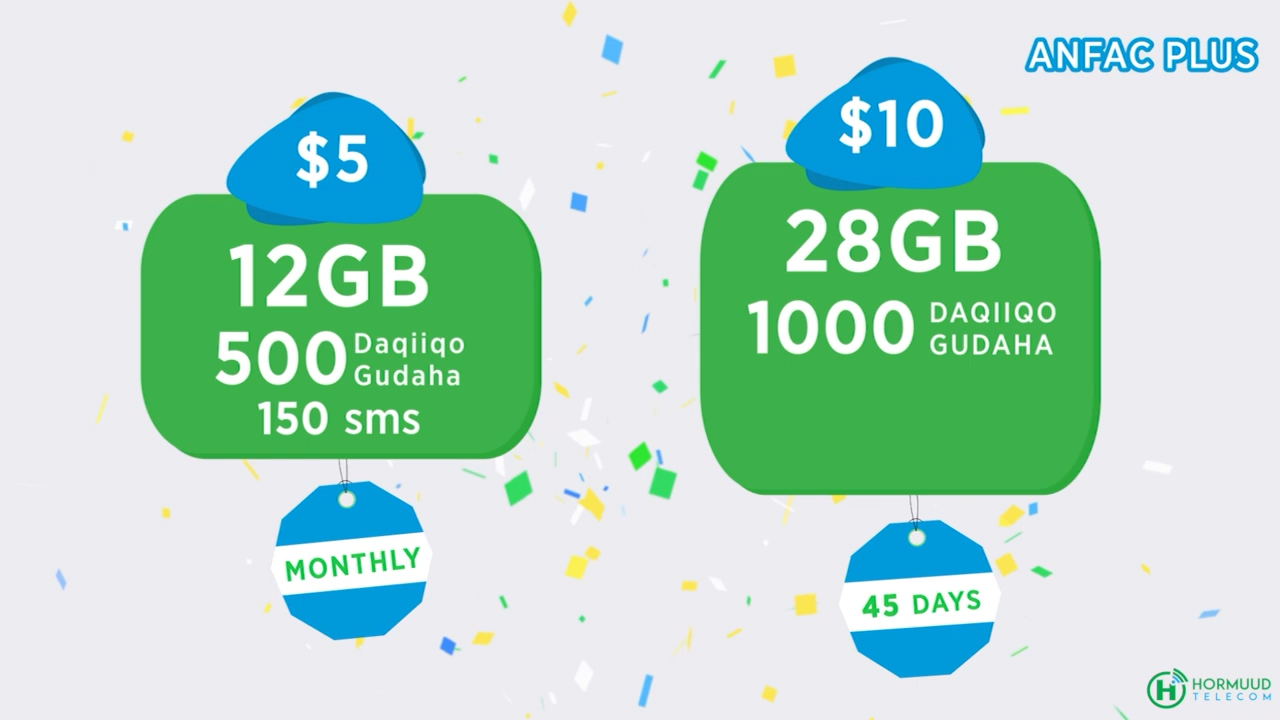 ANFAC PLUS
$5
12GB
500 Daqiiqo
Gudaha
150 sms
MONTHLY
$10
28GB
1000 DAQIIQO
GUDAHA
45 DAYS
HORMUUD
TELECOM